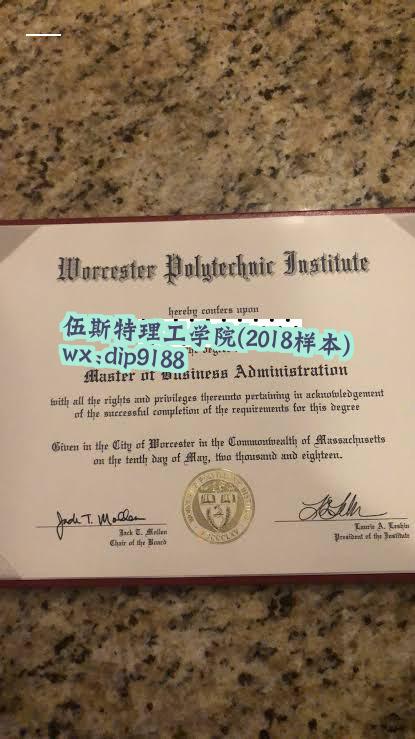 Worcester Polytechnic Institute
hereby confers upon
伍斯特理工学院(2018样本)
wx:dip9188
Master of Business Administration
with all the rights and privileges thereunto pertaining in acknowledgement
of the successful completion of the requirements for this degree
Given in the City of Worcester in the Commonwealth of Massachusetts
on the tenth day of May, two thousand and eighteen.
Jack T. Mollen
Jack T. Mollen
Chair of the Board
Laurie A. Leshin
President of the Institute